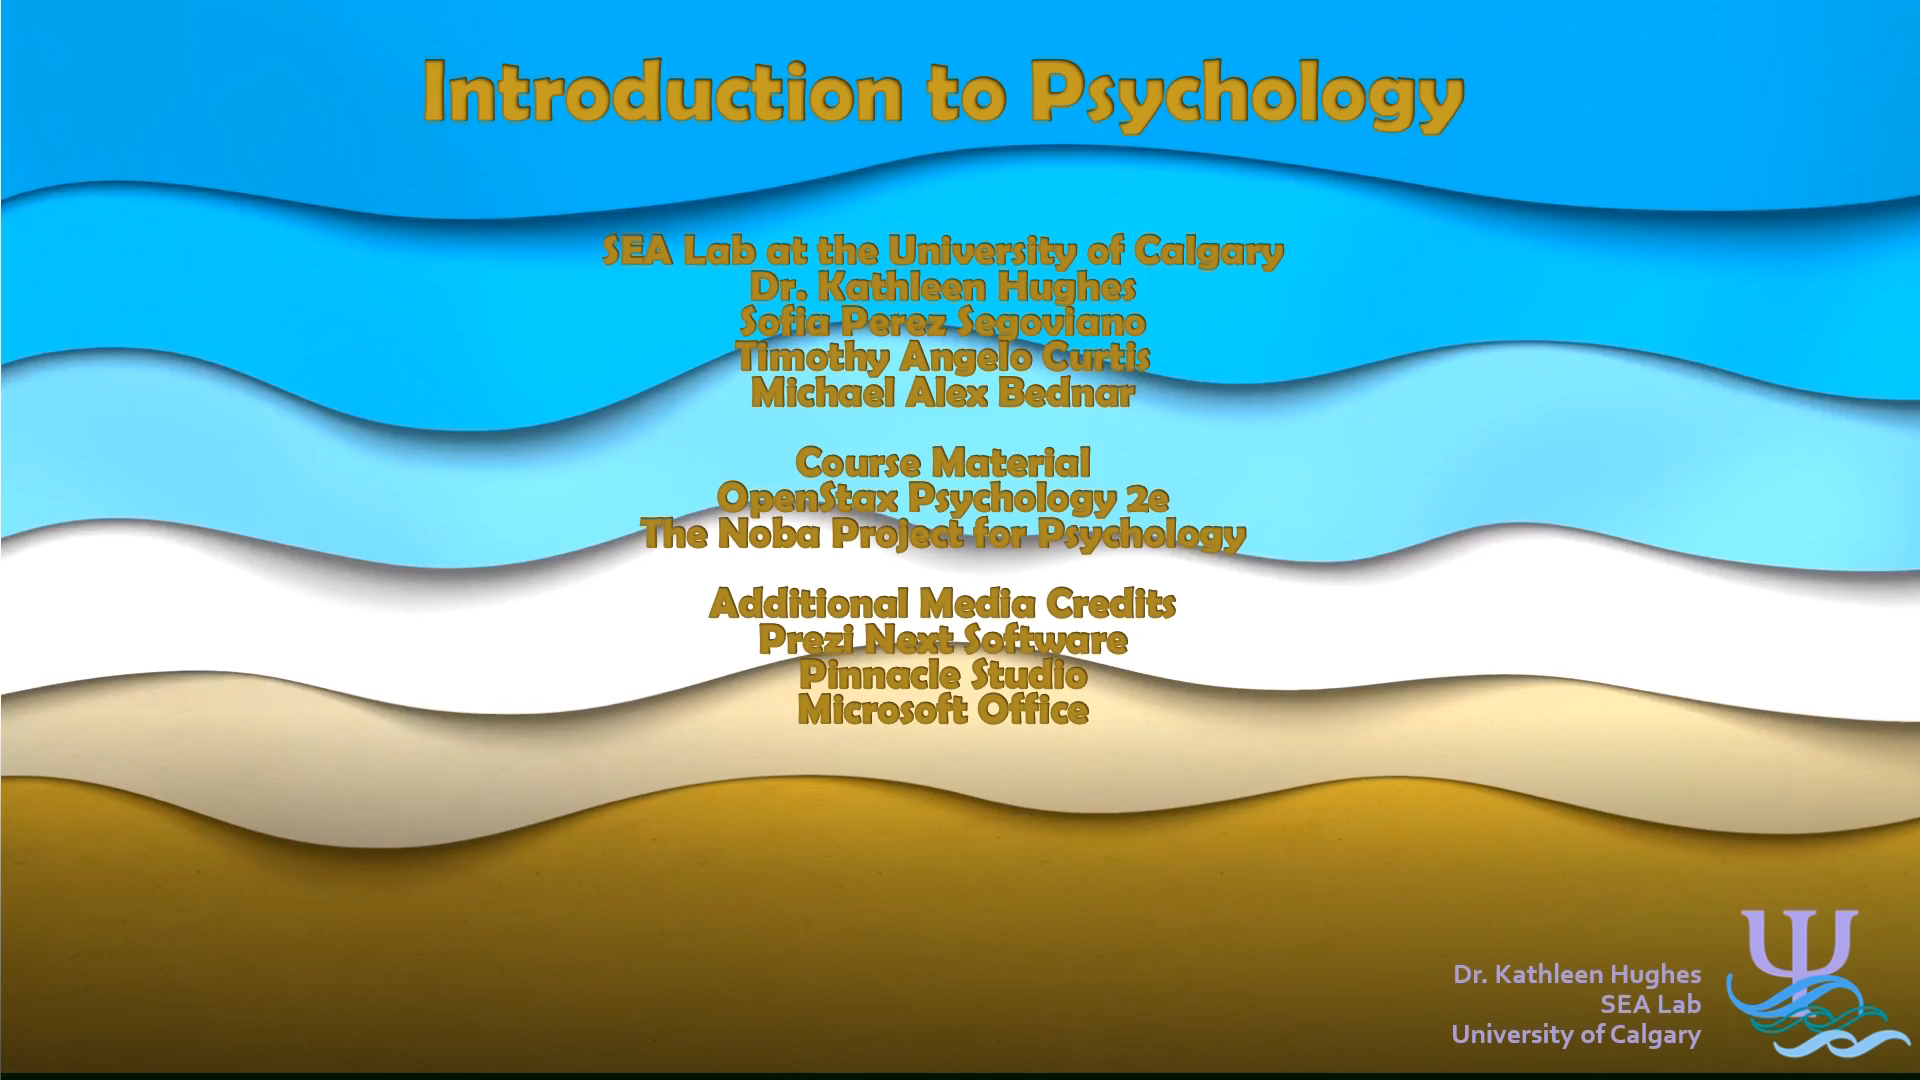 Introduction to Psychology
SEA Lab at the University of Calgary
Dr. Kathleen Hughes
Sofia Perez Segoviano
Timothy Angelo Curtis
Michael Alex Bednar
Course Material
OpenStax Psychology 2e
The Noba Project for Psychology
Additional Media Credits
Prezi Next Software
Pinnacle Studio
Microsoft Office
Dr. Kathleen Hughes
SEA Lab
University of Calgary
Ψ